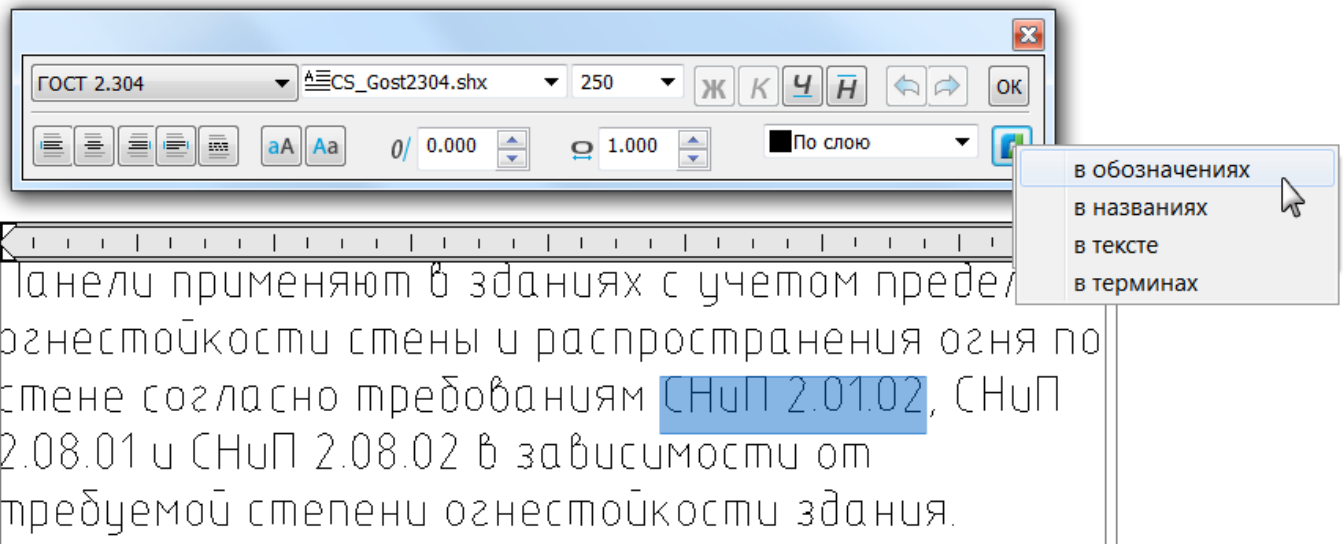 ГОСТ 2.304 CS_Gost2304.shx 250 Ж К Ч Н ОК
aA Aa 0/ 0.000 1.000 По слою
в обозначениях
в названиях
в тексте
в терминах
Панели применяют в зданиях с учетом предел
огнестойкости стены и распространения огня по
стене согласно требованиям СНиП 2.01.02, СНиП
2.08.01 и СНиП 2.08.02 в зависимости от
требуемой степени огнестойкости здания.